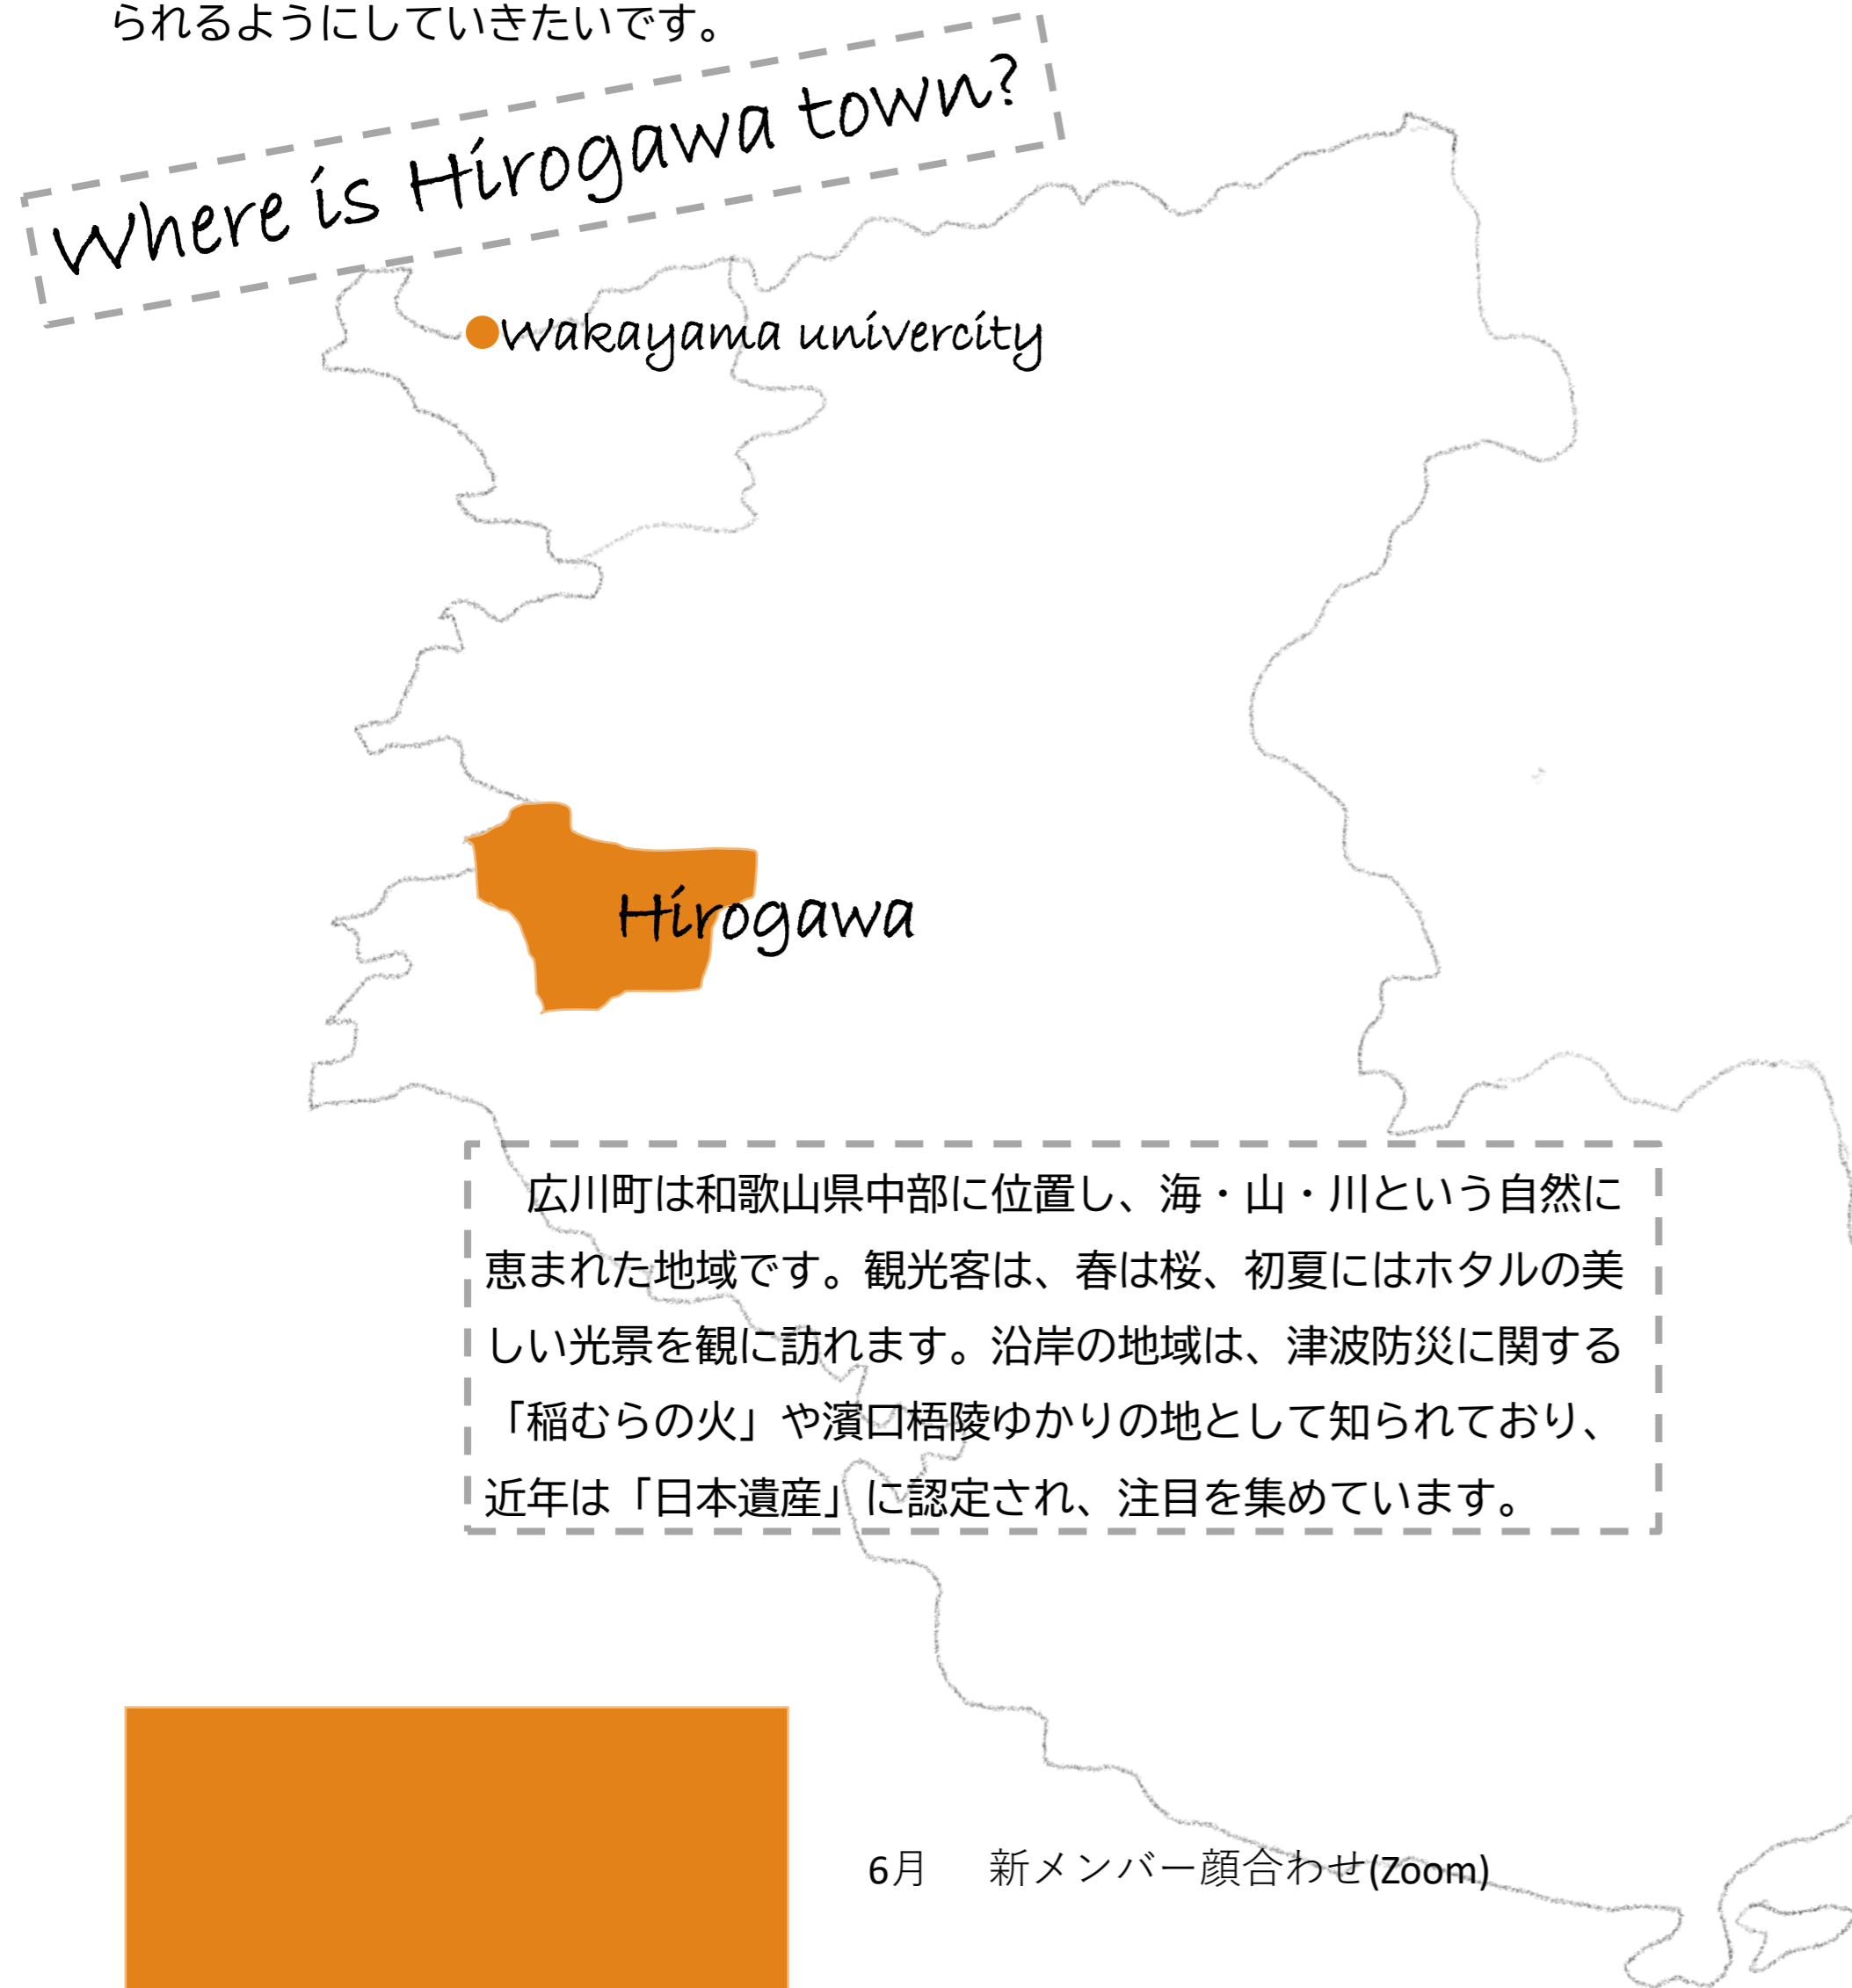 られるようにしていきたいです。
Where is Hirogawa town?
wakayama univercity
Hirogawa
広川町は和歌山県中部に位置し、海・山・川という自然に
恵まれた地域です。観光客は、春は桜、初夏にはホタルの美
しい光景を観に訪れます。沿岸の地域は、津波防災に関する
「稲むらの火」や濱口梧陵ゆかりの地として知られており、
近年は「日本遺産」に認定され、注目を集めています。
6月　新メンバー顔合わせ(Zoom)